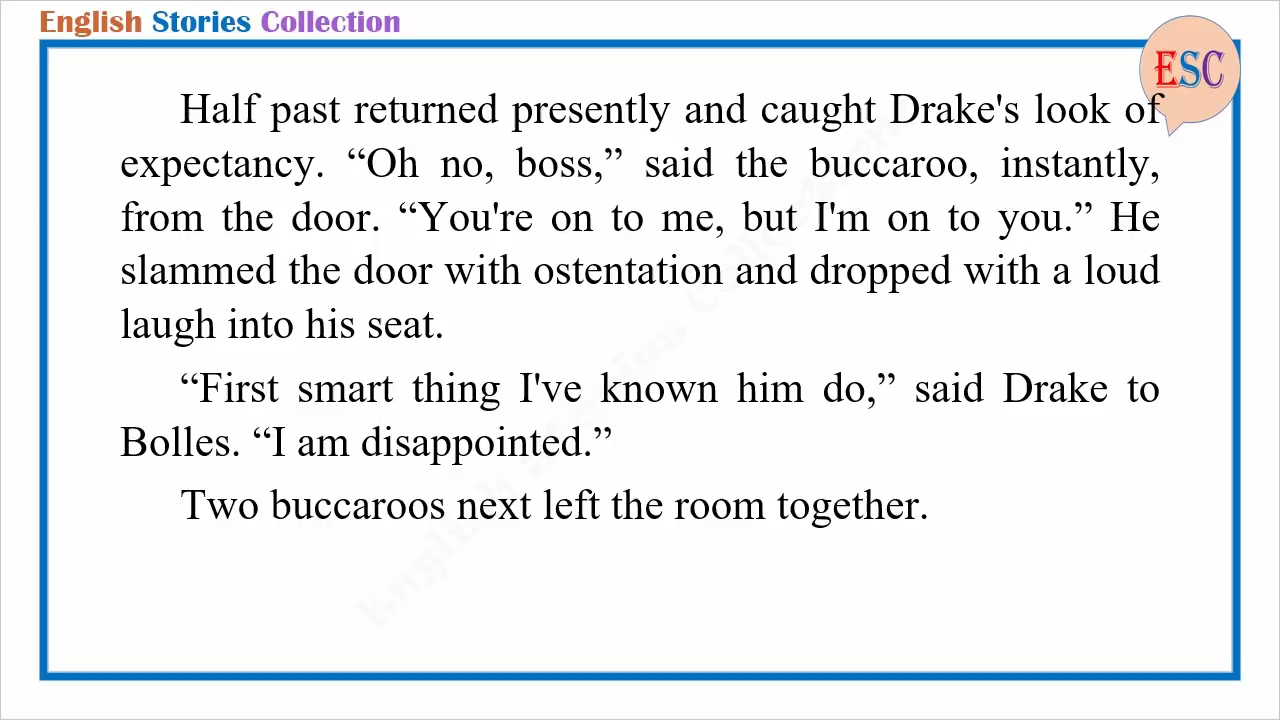 English Stories Collection
ESC
Half past returned presently and caught Drake's look of
expectancy. “Oh no, boss,” said the buccaroo, instantly,
from the door. “You're on to me, but I'm on to you.” He
slammed the door with ostentation and dropped with a loud
laugh into his seat.
“First smart thing I've known him do,” said Drake to
Bolles. “I am disappointed.”
Two buccaroos next left the room together.
English Stories Collection